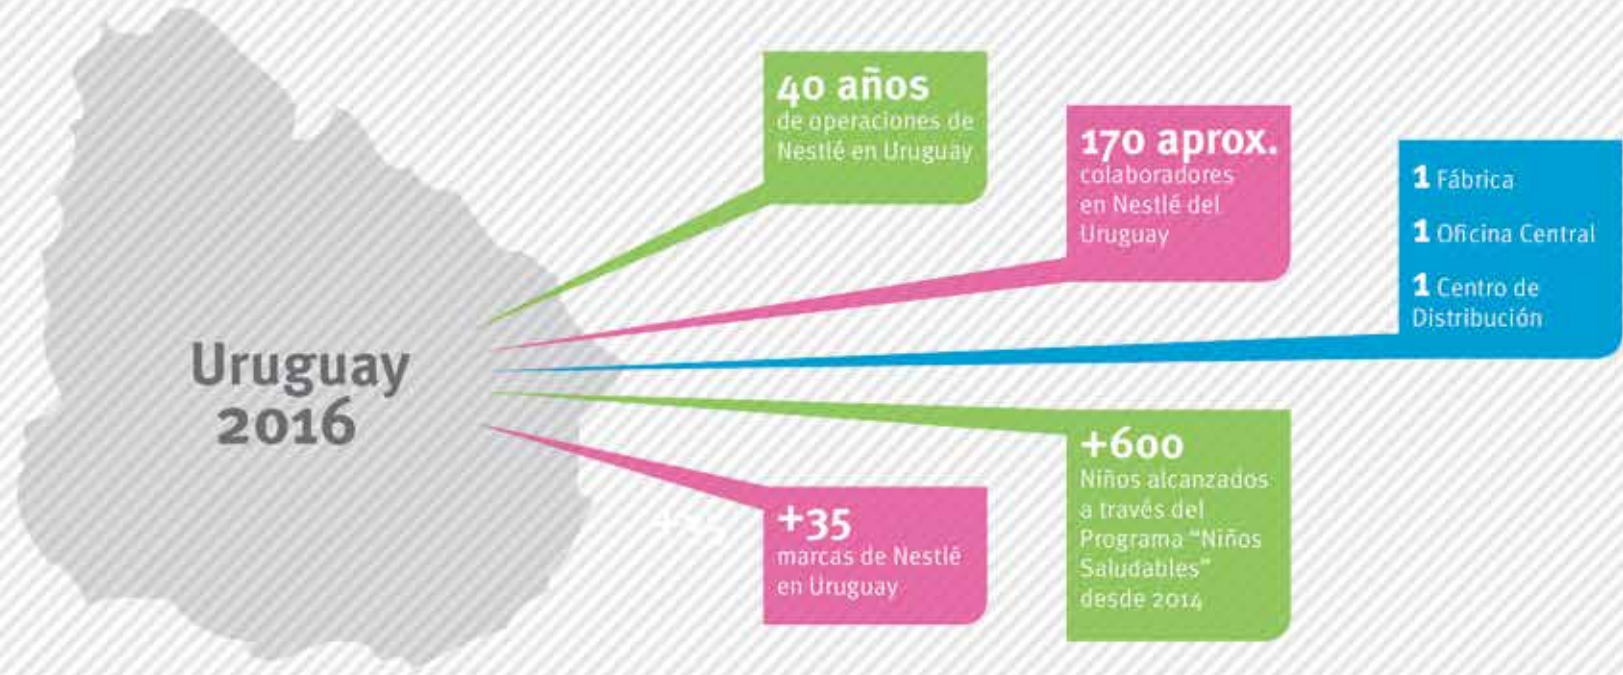 Uruguay
2016
40 años
de operaciones de
Nestlé en Uruguay
170 aprox.
colaboradores
en Nestlé del
Uruguay
1 Fábrica
1 Oficina Central
1 Centro de
Distribución
+600
Niños alcanzados
a través del
Programa "Niños
Saludables"
desde 2014
+35
+35
marcas de Nestlé
en Uruguay